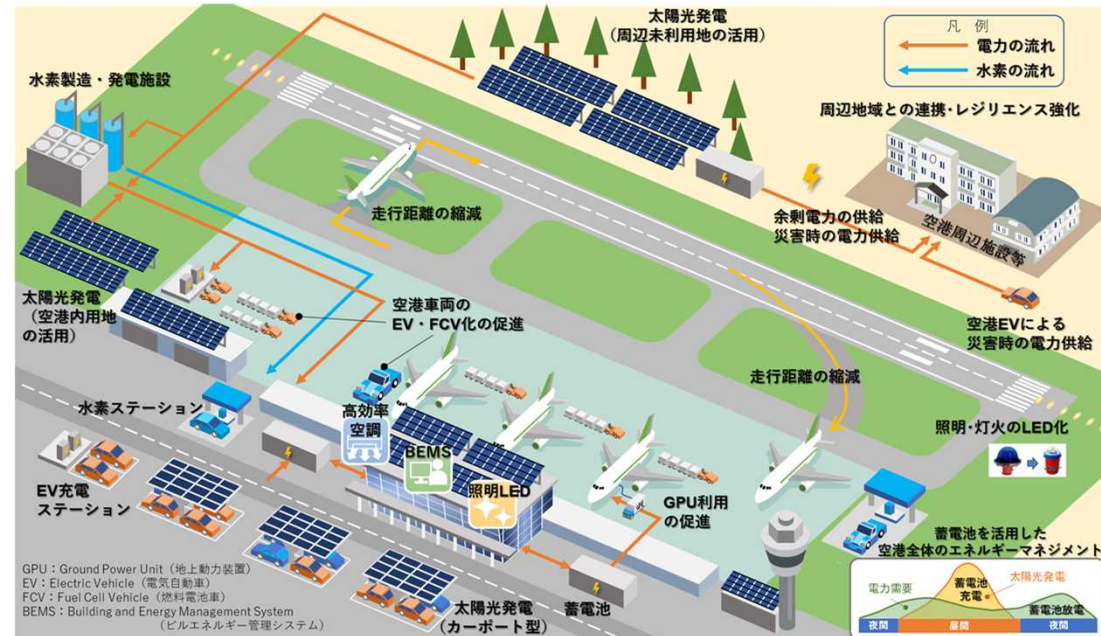 太陽光発電
（周辺未利用地の活用）
凡 例
電力の流れ
水素の流れ
水素製造・発電施設
周辺地域との連携・レジリエンス強化
走行距離の縮減
余剰電力の供給
災害時の電力供給
空港周辺施設等
太陽光発電
（空港内用地
の活用）
空港車両の
EV・FCV化の促進
空港EVによる
災害時の電力供給
走行距離の縮減
水素ステーション
高効率
空調
BEMS
照明LED
照明・灯火のLED化
EV充電
ステーション
GPU利用
の促進
蓄電池を活用した
空港全体のエネルギーマネジメント
GPU：Ground Power Unit（地上動力装置）
EV：Electric Vehicle（電気自動車）
FCV：Fuel Cell Vehicle（燃料電池車）
BEMS：Building and Energy Management System
（ビルエネルギー管理システム）
太陽光発電
（カーポート型）
蓄電池
電力需要
蓄電池
充電
太陽光発電
蓄電池放電
夜間
昼間
夜間